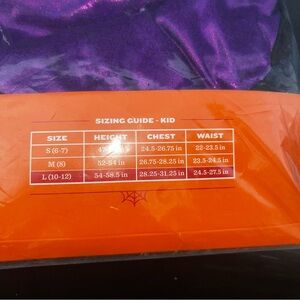 SIZING GUIDE - KID
SIZE HEIGHT CHEST WAIST
S (6-7) 24.5-26.75 in 22-23.5 in
M (8) 52-54 in 26.75-28.25 in 23.5-24.5 in
L (10-12) 54-58.5 in 28.25-31.25 in 24.5-27.5 in